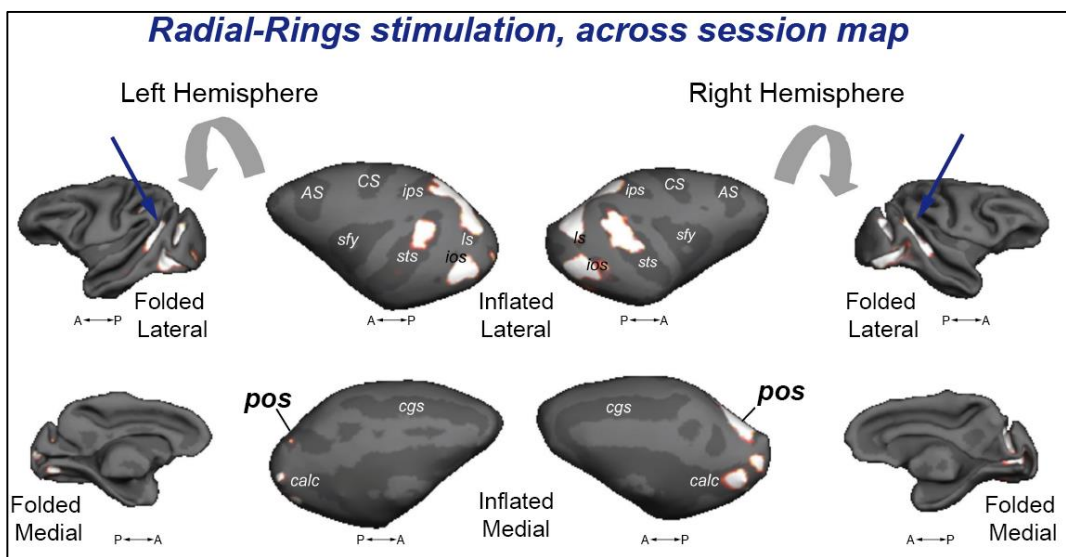 Radial-Rings stimulation, across session map
Left Hemisphere
Right Hemisphere
AS
CS
ips
sfy
sts
ls
ios
ips
CS
AS
ls
ios
sts
sfy
Folded
Lateral
Inflated
Lateral
Folded
Lateral
A P
A P
P A
P A
pos
cgs
calc
cgs
pos
calc
Folded
Medial
Inflated
Medial
Folded
Medial
P A
P A
A P
A P